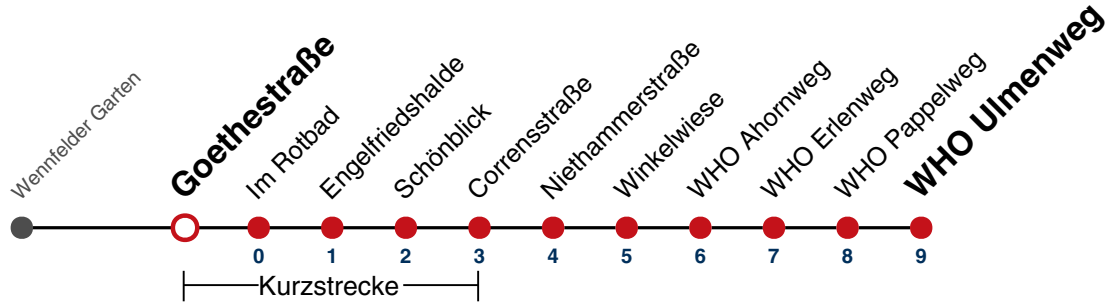 Wennfelder Garten
Goethestraße
Im Rotbad
Engelfriedshalde
Schönblick
Corrensstraße
Niethammerstraße
Winkelwiese
WHO Ahornweg
WHO Erlenweg
WHO Pappelweg
WHO Ulmenweg
0 1 2 3 4 5 6 7 8 9
Kurzstrecke